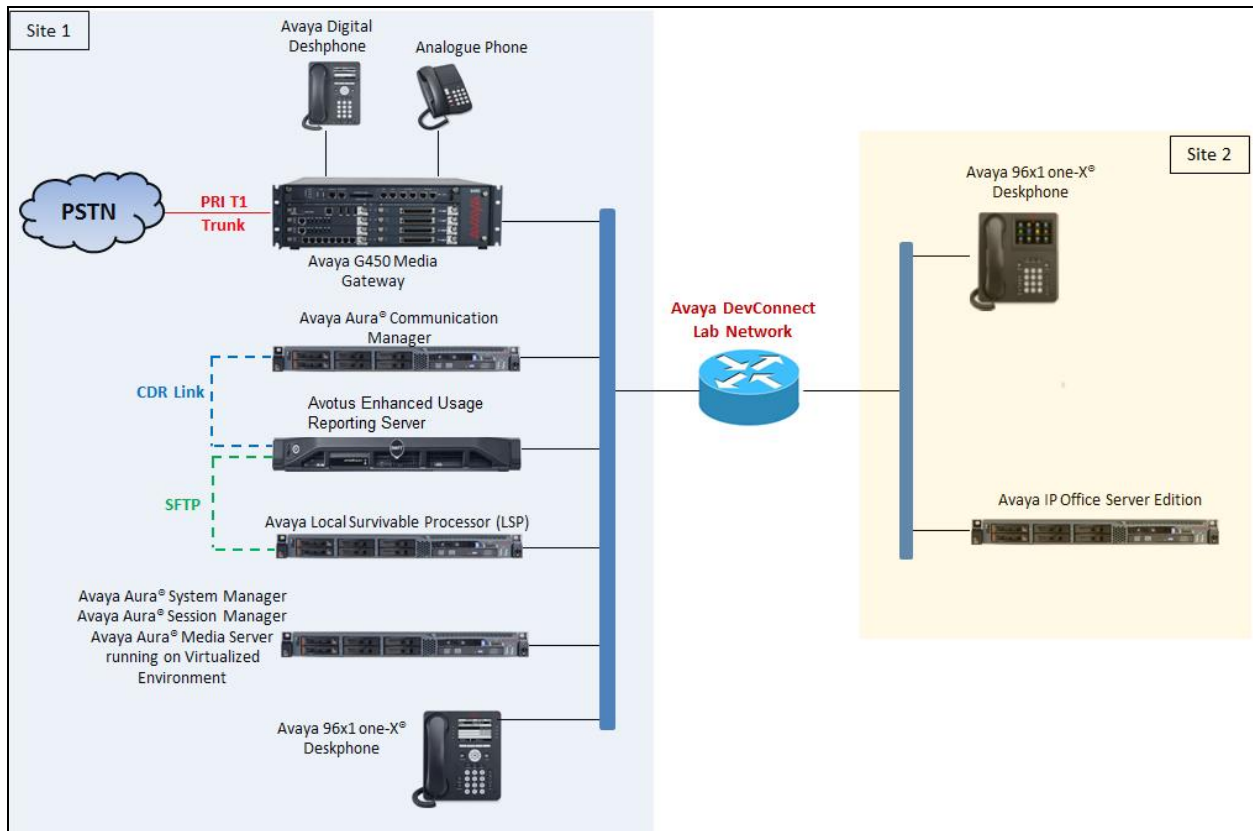 Site 1
Avaya Digital
Deshphone
Analogue Phone
PSTN
PRI T1
Trunk
Avaya G450 Media
Gateway
Avaya Aura® Communication
Manager
CDR Link
Avotus Enhanced Usage
Reporting Server
SFTP
Avaya Local Survivable Processor (LSP)
Avaya Aura® System Manager
Avaya Aura® Session Manager
Avaya Aura® Media Server
running on Virtualized
Environment
Avaya 96x1 one-X®
Deskphone
Avaya DevConnect
Lab Network
Site 2
Avaya 96x1 one-X®
Deskphone
Avaya IP Office Server Edition